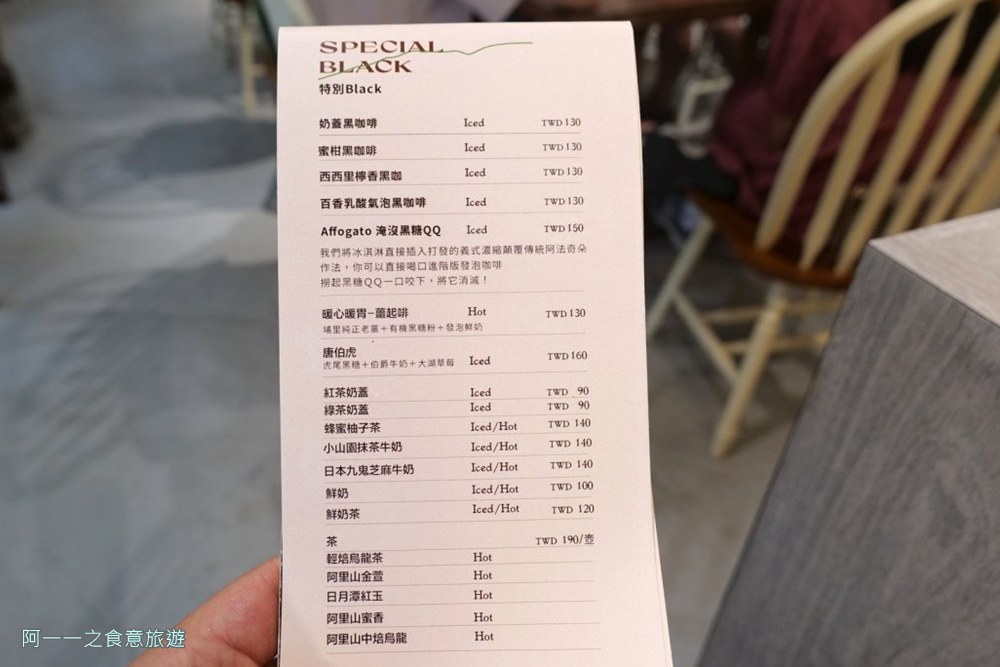 SPECIAL
BLACK
特別Black
奶蓋黑咖啡 Iced TWD 130
蜜柑黑咖啡 Iced TWD 130
西西里檸香黑咖 Iced TWD 130
百香乳酸氣泡黑咖啡 Iced TWD 130
Affogato 淹沒黑糖QQ Iced TWD 150
我們將冰淇淋直接插入打發的義式濃縮顛覆傳統阿法奇朵
作法，你可以直接喝口進階版發泡咖啡
撈起黑糖QQ一口咬下，將它消滅！
暖心暖胃-薑起啡 Hot TWD 130
埔里純正老薑＋有機黑糖粉＋發泡鮮奶
唐伯虎
虎尾黑糖＋伯爵牛奶＋大湖草莓 Iced TWD 160
紅茶奶蓋 Iced TWD 90
綠茶奶蓋 Iced TWD 90
蜂蜜柚子茶 Iced/Hot TWD 140
小山園抹茶牛奶 Iced/Hot TWD 140
日本九鬼芝麻牛奶 Iced/Hot TWD 140
鮮奶 Iced/Hot TWD 100
鮮奶茶 Iced/Hot TWD 120
茶 TWD 190/壺
輕焙烏龍茶 Hot
阿里山金萱 Hot
日月潭紅玉 Hot
阿里山蜜香 Hot
阿里山中焙烏龍 Hot
阿一一之食意旅遊